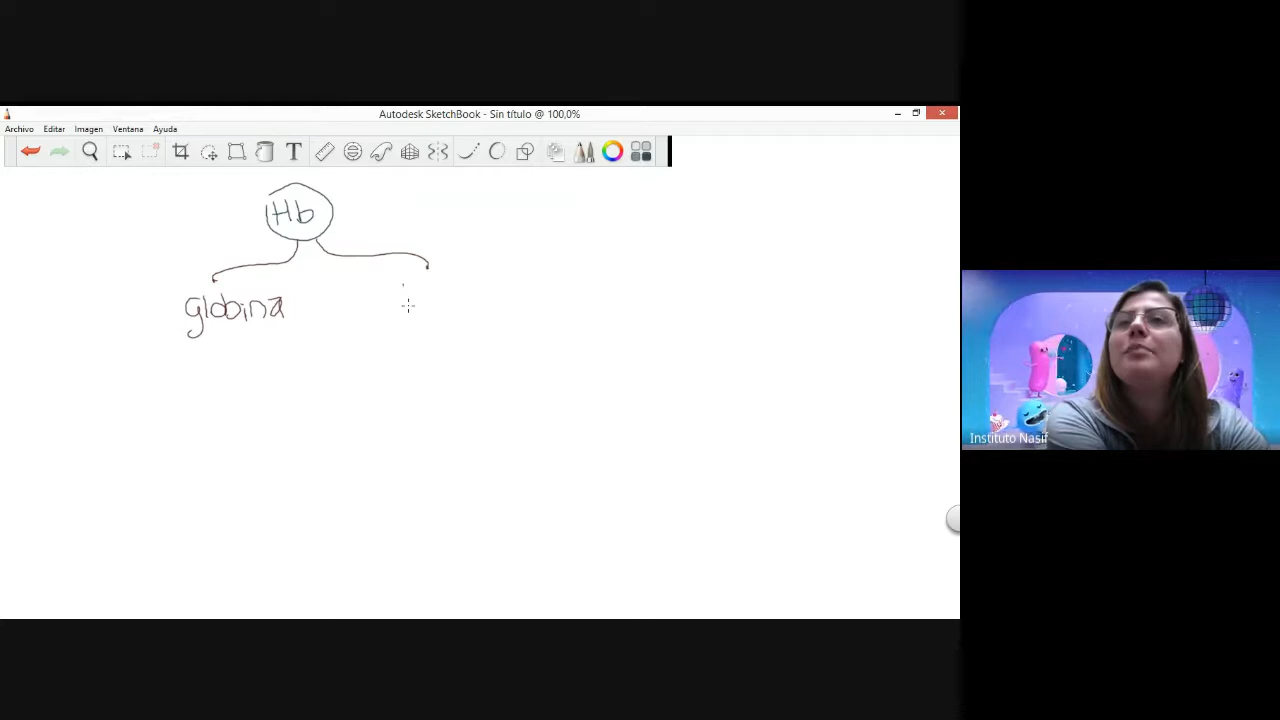 Autodesk SketchBook - Sin título @ 100,0%
Archivo Editar Imagen Ventana Ayuda
T
Hb
globina
Instituto Nasif